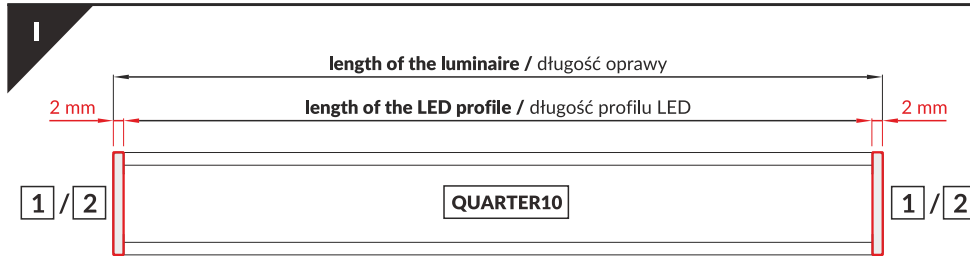 I
length of the luminaire / długość oprawy
2 mm length of the LED profile / długość profilu LED 2 mm
1 / 2 QUARTER10 1 / 2